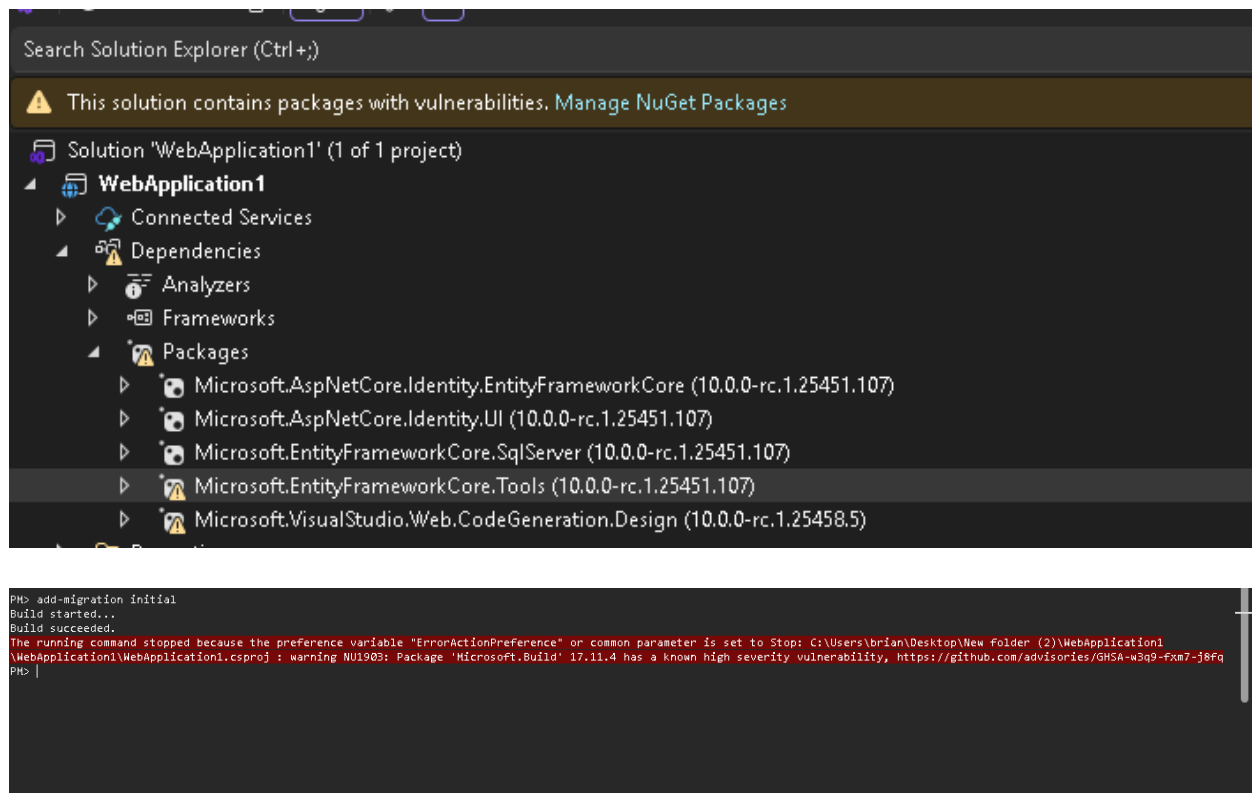 Search Solution Explorer (Ctrl+;)
This solution contains packages with vulnerabilities. Manage NuGet Packages
Solution 'WebApplication1' (1 of 1 project)
WebApplication1
Connected Services
Dependencies
Analyzers
Frameworks
Packages
Microsoft.AspNetCore.Identity.EntityFrameworkCore (10.0.0-rc.1.25451.107)
Microsoft.AspNetCore.Identity.UI (10.0.0-rc.1.25451.107)
Microsoft.EntityFrameworkCore.SqlServer (10.0.0-rc.1.25451.107)
Microsoft.EntityFrameworkCore.Tools (10.0.0-rc.1.25451.107)
Microsoft.VisualStudio.Web.CodeGeneration.Design (10.0.0-rc.1.25458.5)
PM> add-migration initial
Build started...
Build succeeded.
The running command stopped because the preference variable "ErrorActionPreference" or common parameter is set to Stop: C:\Users\brian\Desktop\New folder (2)\WebApplication1
\WebApplication1\WebApplication1.csproj : warning NU1903: Package 'Microsoft.Build' 17.11.4 has a known high severity vulnerability, https://github.com/advisories/GHSA-w3q9-fxm7-j8fq
PM>